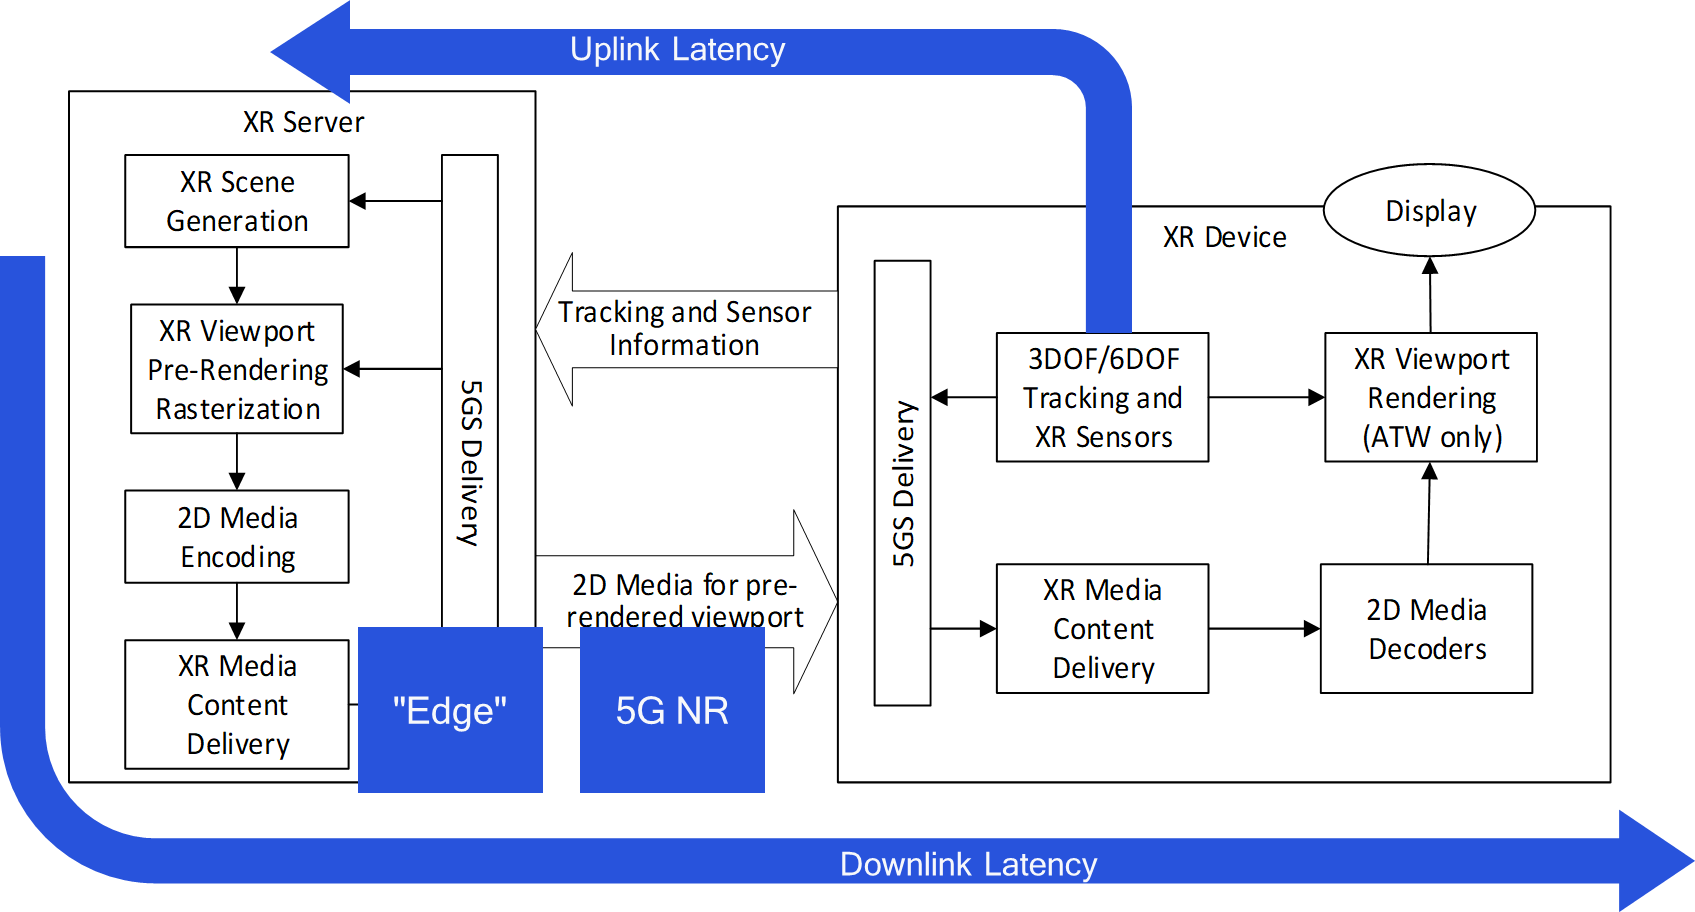 Uplink Latency
XR Server
XR Scene
Generation
XR Viewport
Pre-Rendering
Rasterization
2D Media
Encoding
XR Media
Content
Delivery
5GS Delivery
"Edge"
Tracking and Sensor
Information
2D Media for pre-
rendered viewport
5G NR
XR Device
Display
5GS Delivery
3DOF/6DOF
Tracking and
XR Sensors
XR Viewport
Rendering
(ATW only)
XR Media
Content
Delivery
2D Media
Decoders
Downlink Latency